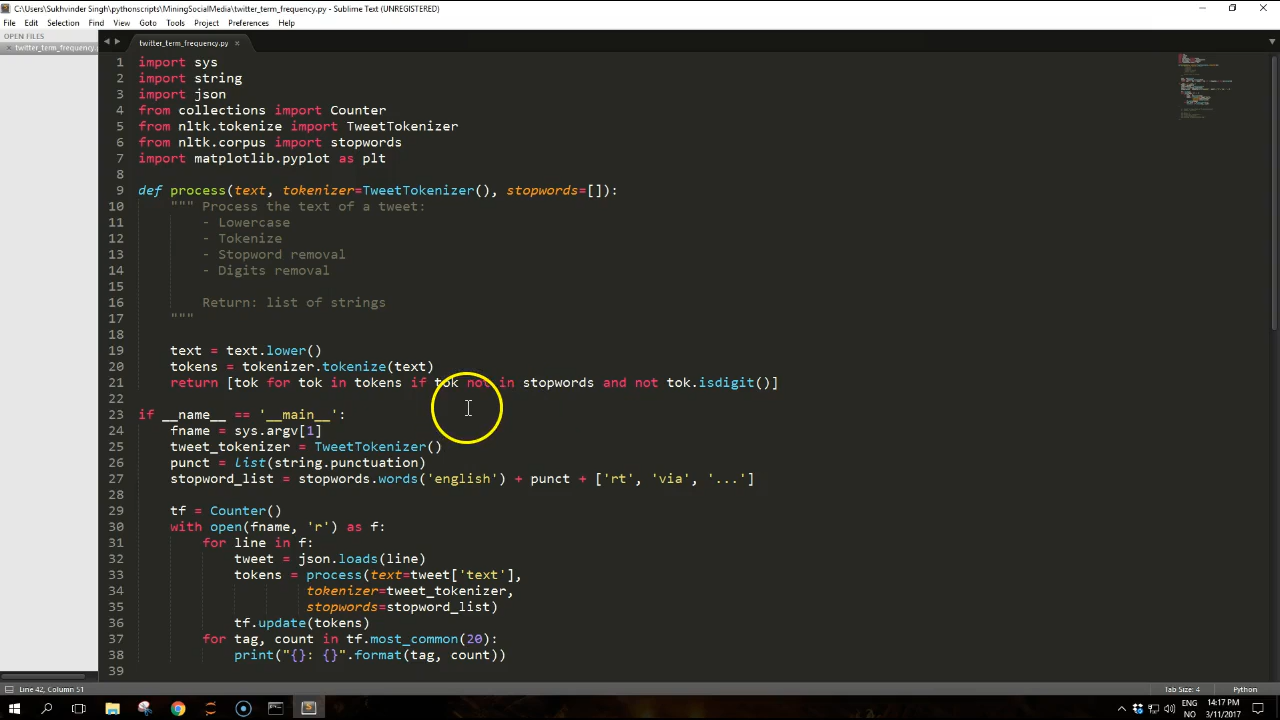 C:\Users\Sukhvinder Singh\pythonscripts\MiningSocialMedia\twitter_term_frequency.py - Sublime Text (UNREGISTERED)
File Edit Selection Find View Goto Tools Project Preferences Help
OPEN FILES
twitter_term_frequency.p
twitter_term_frequency.py
1 import sys
2 import string
3 import json
4 from collections import Counter
5 from nltk.tokenize import TweetTokenizer
6 from nltk.corpus import stopwords
7 import matplotlib.pyplot as plt
8
9 def process(text, tokenizer=TweetTokenizer(), stopwords=[]):
10 """ Process the text of a tweet:
11 - Lowercase
12 - Tokenize
13 - Stopword removal
14 - Digits removal
15
16 Return: list of strings
17 """
18
19 text = text.lower()
20 tokens = tokenizer.tokenize(text)
21 return [tok for tok in tokens if tok not in stopwords and not tok.isdigit()]
22
23 if __name__ == '__main__':
24 fname = sys.argv[1]
25 tweet_tokenizer = TweetTokenizer()
26 punct = list(string.punctuation)
27 stopword_list = stopwords.words('english') + punct + ['rt', 'via', '...']
28
29 tf = Counter()
30 with open(fname, 'r') as f:
31 for line in f:
32 tweet = json.loads(line)
33 tokens = process(text=tweet['text'],
34 tokenizer=tweet_tokenizer,
35 stopwords=stopword_list)
36 tf.update(tokens)
37 for tag, count in tf.most_common(20):
38 print("{}: {}".format(tag, count))
39
Line 42, Column 51
Tab Size: 4
Python
ENG
NO
14:17 PM
3/11/2017